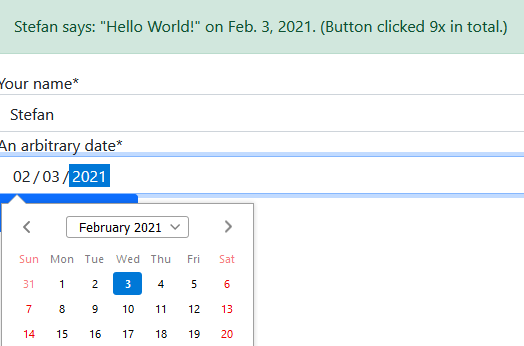 Stefan says: "Hello World!" on Feb. 3, 2021. (Button clicked 9x in total.)
Your name*
Stefan
An arbitrary date*
02 / 03 / 2021
February 2021
Sun Mon Tue Wed Thu Fri Sat
31 1 2 3 4 5 6
7 8 9 10 11 12 13
14 15 16 17 18 19 20